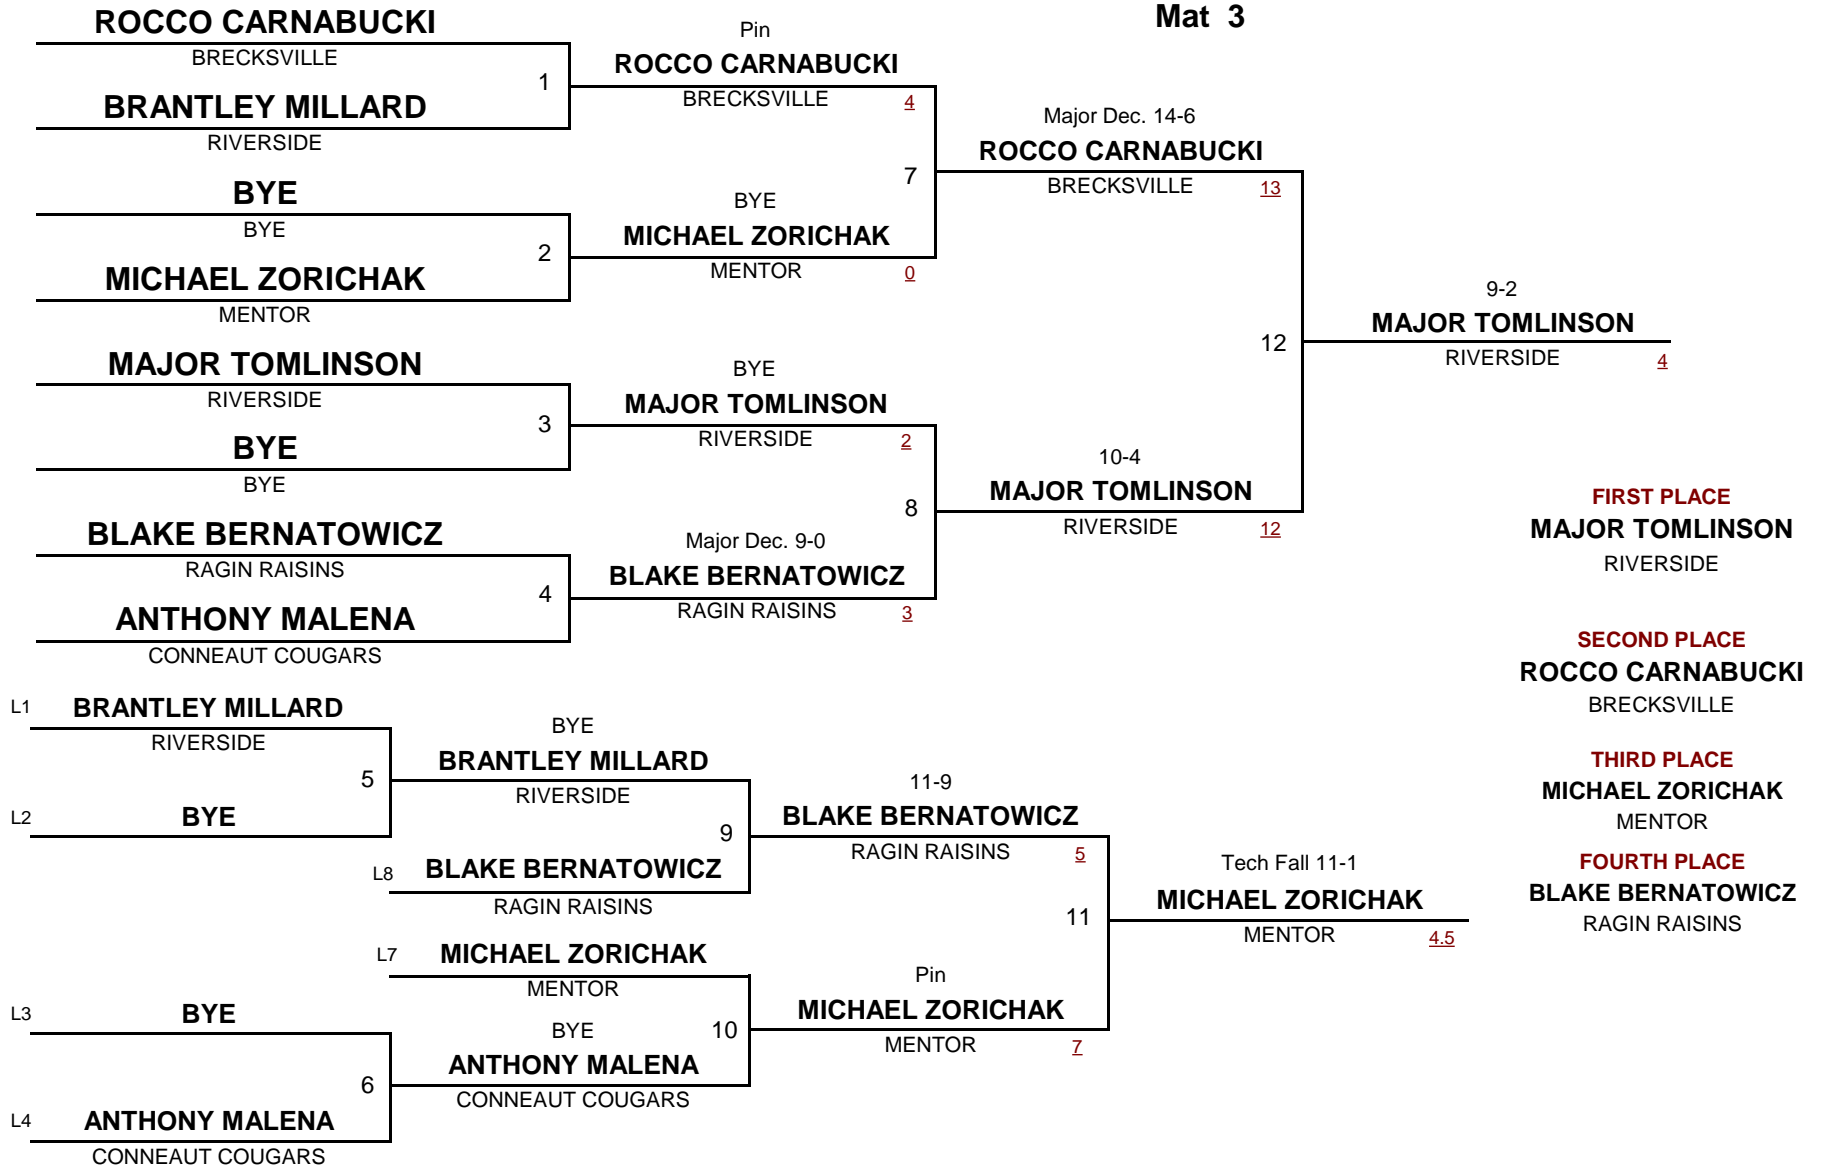 Mat 3
ROCCO CARNABUCKI
BRECKSVILLE
1
BRANTLEY MILLARD
RIVERSIDE
BYE
BYE
2
MICHAEL ZORICHAK
MENTOR
MAJOR TOMLINSON
RIVERSIDE
3
BYE
BYE
BLAKE BERNATOWICZ
RAGIN RAISINS
4
ANTHONY MALENA
CONNEAUT COUGARS
Pin
ROCCO CARNABUCKI
BRECKSVILLE 4
7
BYE
MICHAEL ZORICHAK
MENTOR 0
BYE
MAJOR TOMLINSON
RIVERSIDE 2
8
Major Dec. 9-0
BLAKE BERNATOWICZ
RAGIN RAISINS 3
Major Dec. 14-6
ROCCO CARNABUCKI
BRECKSVILLE 13
12
10-4
MAJOR TOMLINSON
RIVERSIDE 12
9-2
MAJOR TOMLINSON
RIVERSIDE 4
FIRST PLACE
MAJOR TOMLINSON
RIVERSIDE
SECOND PLACE
ROCCO CARNABUCKI
BRECKSVILLE
THIRD PLACE
MICHAEL ZORICHAK
MENTOR
FOURTH PLACE
BLAKE BERNATOWICZ
RAGIN RAISINS
L1 BRANTLEY MILLARD
RIVERSIDE
5
L2 BYE
L3 BYE
6
L4 ANTHONY MALENA
CONNEAUT COUGARS
BYE
BRANTLEY MILLARD
RIVERSIDE
9
L8 BLAKE BERNATOWICZ
RAGIN RAISINS
L7 MICHAEL ZORICHAK
MENTOR
10
BYE
ANTHONY MALENA
CONNEAUT COUGARS
11-9
BLAKE BERNATOWICZ
RAGIN RAISINS 5
11
Pin
MICHAEL ZORICHAK
MENTOR 7
Tech Fall 11-1
MICHAEL ZORICHAK
MENTOR 4.5